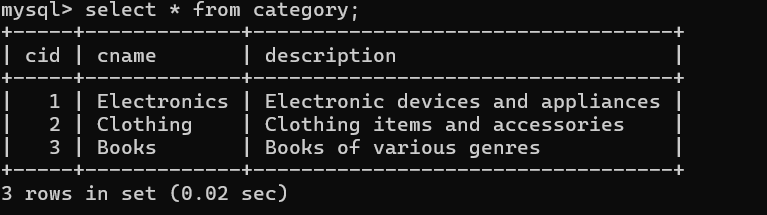 mysql> select * from category;
+-----+-------------+------------------------------------+
| cid | cname       | description                        |
+-----+-------------+------------------------------------+
|   1 | Electronics | Electronic devices and appliances |
|   2 | Clothing    | Clothing items and accessories    |
|   3 | Books       | Books of various genres           |
+-----+-------------+------------------------------------+
3 rows in set (0.02 sec)